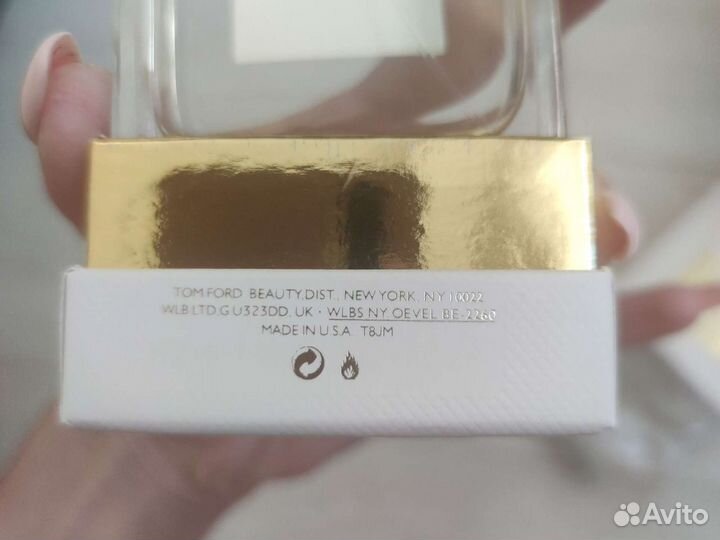 TOM FORD BEAUTY.DIST., NEW YORK, NY 10022
WLB LTD.GU323DD, UK · WLBS NY, OEVEL BE-2260
MADE IN U.S.A. T8JM
Avito